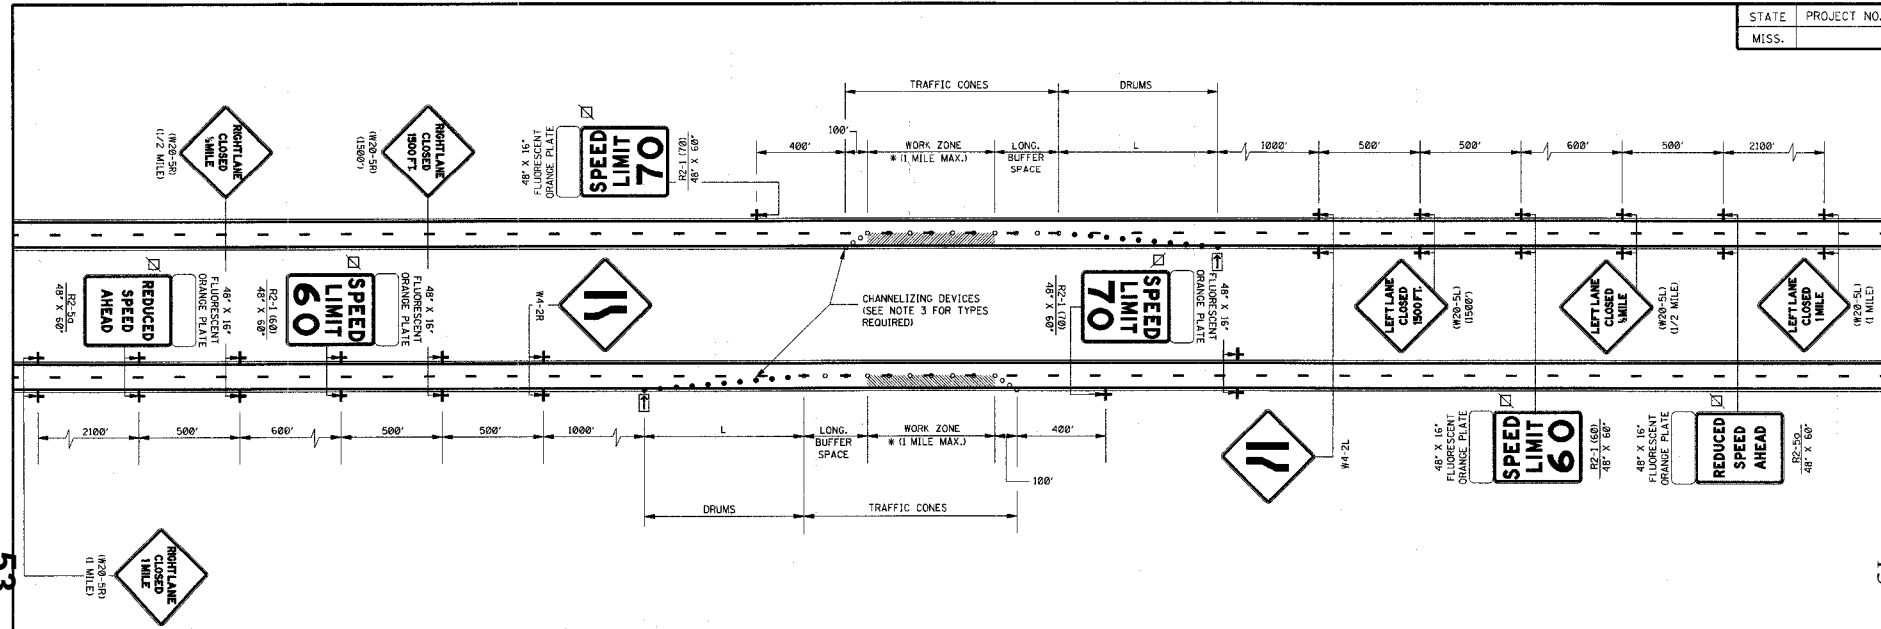 STATE PROJECT NO.
MISS.
TRAFFIC CONES
DRUMS
400'
100'
WORK ZONE
* (1 MILE MAX.)
LONG.
BUFFER
SPACE
L
1000'
500'
500'
600'
500'
2100'
RIGHT LANE
CLOSED
½ MILE
(W20-5R)
(1/2 MILE)
RIGHT LANE
CLOSED
1500 FT.
(W20-5R)
(1500')
48" X 16"
FLUORESCENT
ORANGE PLATE
SPEED
LIMIT
70
R2-1 (70)
48" X 60"
REDUCED
SPEED
AHEAD
R2-5a
48" X 60"
48" X 16"
FLUORESCENT
ORANGE PLATE
SPEED
LIMIT
60
R2-1 (60)
48" X 60"
48" X 16"
FLUORESCENT
ORANGE PLATE
W4-2R
CHANNELIZING DEVICES
(SEE NOTE 3 FOR TYPES
REQUIRED)
SPEED
LIMIT
70
R2-1 (70)
48" X 60"
48" X 16"
FLUORESCENT
ORANGE PLATE
LEFT LANE
CLOSED
1500 FT.
(W20-5L)
(1500')
LEFT LANE
CLOSED
½ MILE
(W20-5L)
(1/2 MILE)
LEFT LANE
CLOSED
1 MILE
(W20-5L)
(1 MILE)
2100'
500'
600'
500'
500'
1000'
L
LONG.
BUFFER
SPACE
WORK ZONE
* (1 MILE MAX.)
400'
100'
DRUMS
TRAFFIC CONES
W4-2L
48" X 16"
FLUORESCENT
ORANGE PLATE
SPEED
LIMIT
60
R2-1 (60)
48" X 60"
48" X 16"
FLUORESCENT
ORANGE PLATE
REDUCED
SPEED
AHEAD
R2-5a
48" X 60"
RIGHT LANE
CLOSED
1 MILE
(W20-5R)
(1 MILE)